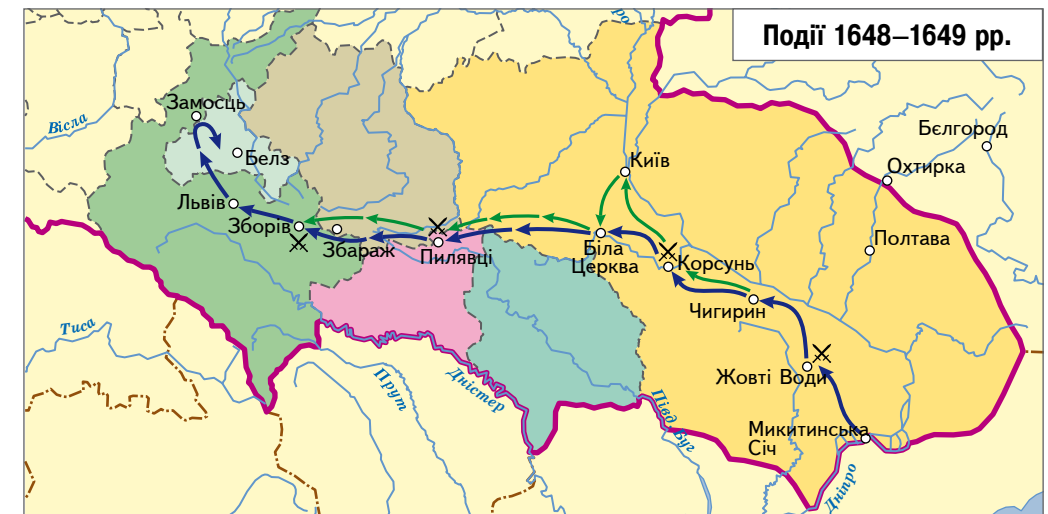 Події 1648–1649 рр.
ро
Замосць
Вісла
Белз
Бєлгород
Київ
Охтирка
Львів
Зборів
Збараж
Пилявці
Біла
Церква
Корсунь
Полтава
Чигирин
Тиса
Прут
Дністер
Жовті Води
Півд Буг
Микитинська
Січ
Дніпро